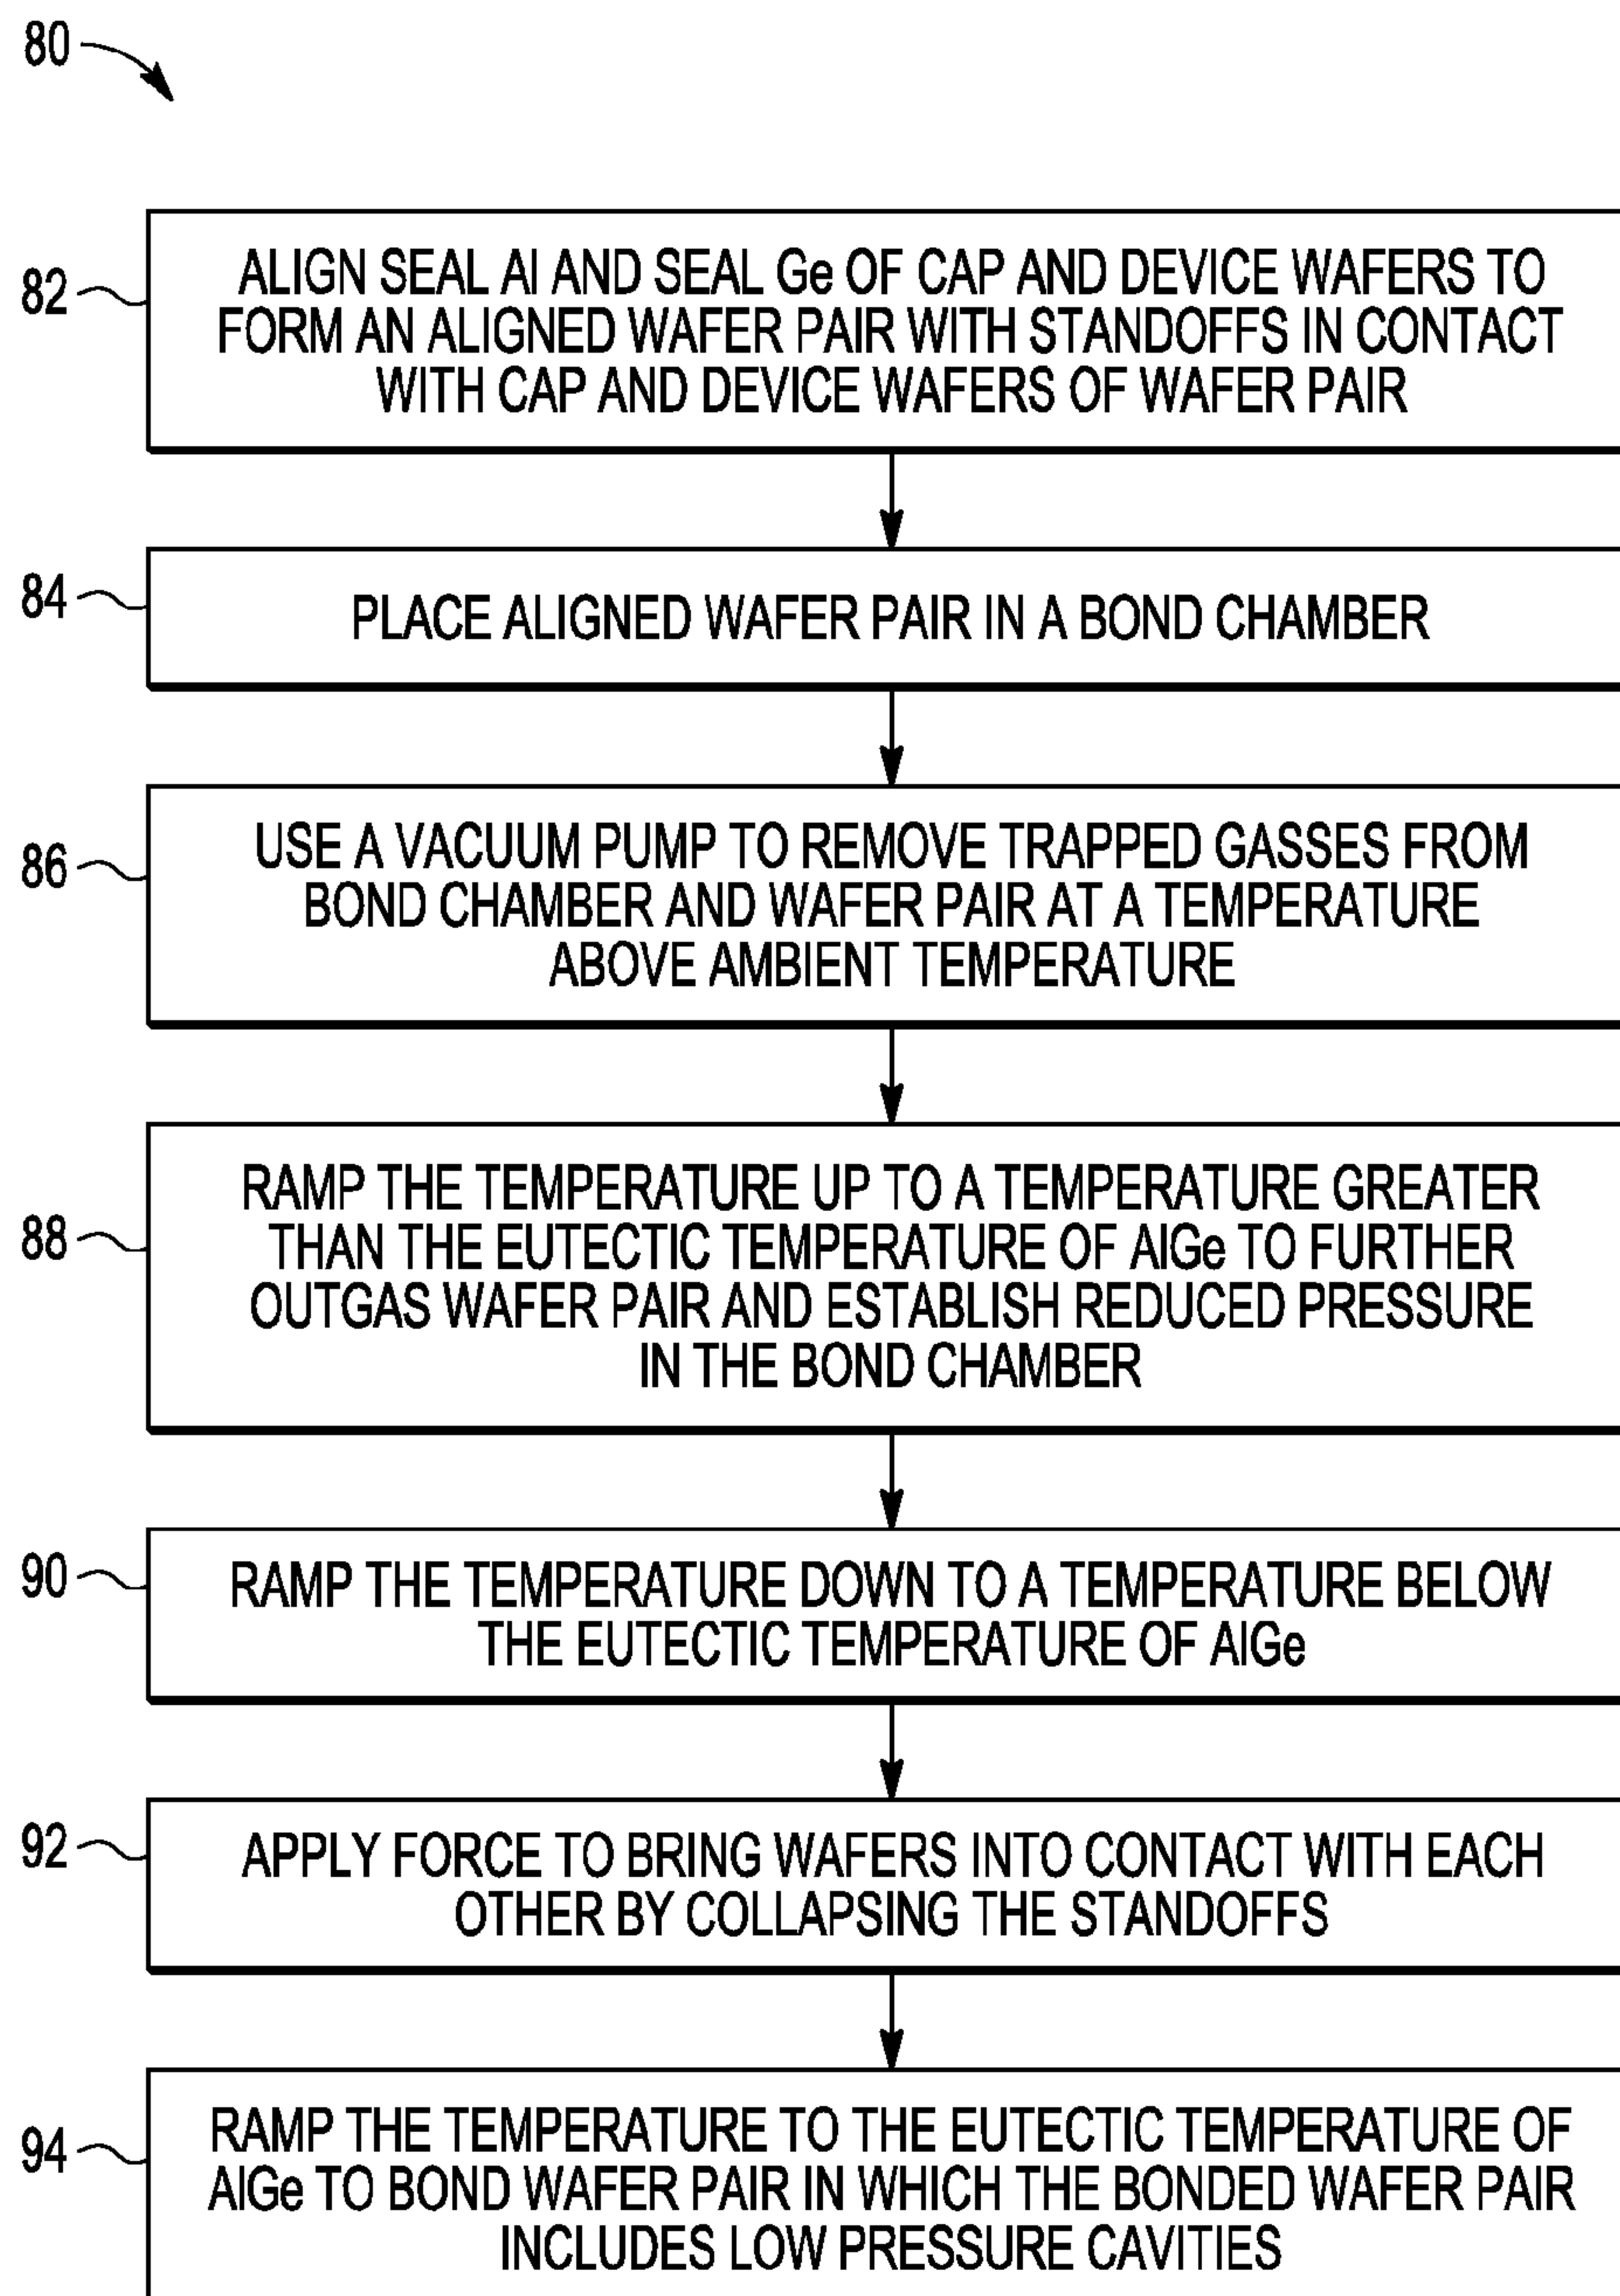 80
82
ALIGN SEAL Al AND SEAL Ge OF CAP AND DEVICE WAFERS TO
FORM AN ALIGNED WAFER PAIR WITH STANDOFFS IN CONTACT
WITH CAP AND DEVICE WAFERS OF WAFER PAIR
84
PLACE ALIGNED WAFER PAIR IN A BOND CHAMBER
86
USE A VACUUM PUMP TO REMOVE TRAPPED GASSES FROM
BOND CHAMBER AND WAFER PAIR AT A TEMPERATURE
ABOVE AMBIENT TEMPERATURE
88
RAMP THE TEMPERATURE UP TO A TEMPERATURE GREATER
THAN THE EUTECTIC TEMPERATURE OF AlGe TO FURTHER
OUTGAS WAFER PAIR AND ESTABLISH REDUCED PRESSURE
IN THE BOND CHAMBER
90
RAMP THE TEMPERATURE DOWN TO A TEMPERATURE BELOW
THE EUTECTIC TEMPERATURE OF AlGe
92
APPLY FORCE TO BRING WAFERS INTO CONTACT WITH EACH
OTHER BY COLLAPSING THE STANDOFFS
94
RAMP THE TEMPERATURE TO THE EUTECTIC TEMPERATURE OF
AlGe TO BOND WAFER PAIR IN WHICH THE BONDED WAFER PAIR
INCLUDES LOW PRESSURE CAVITIES